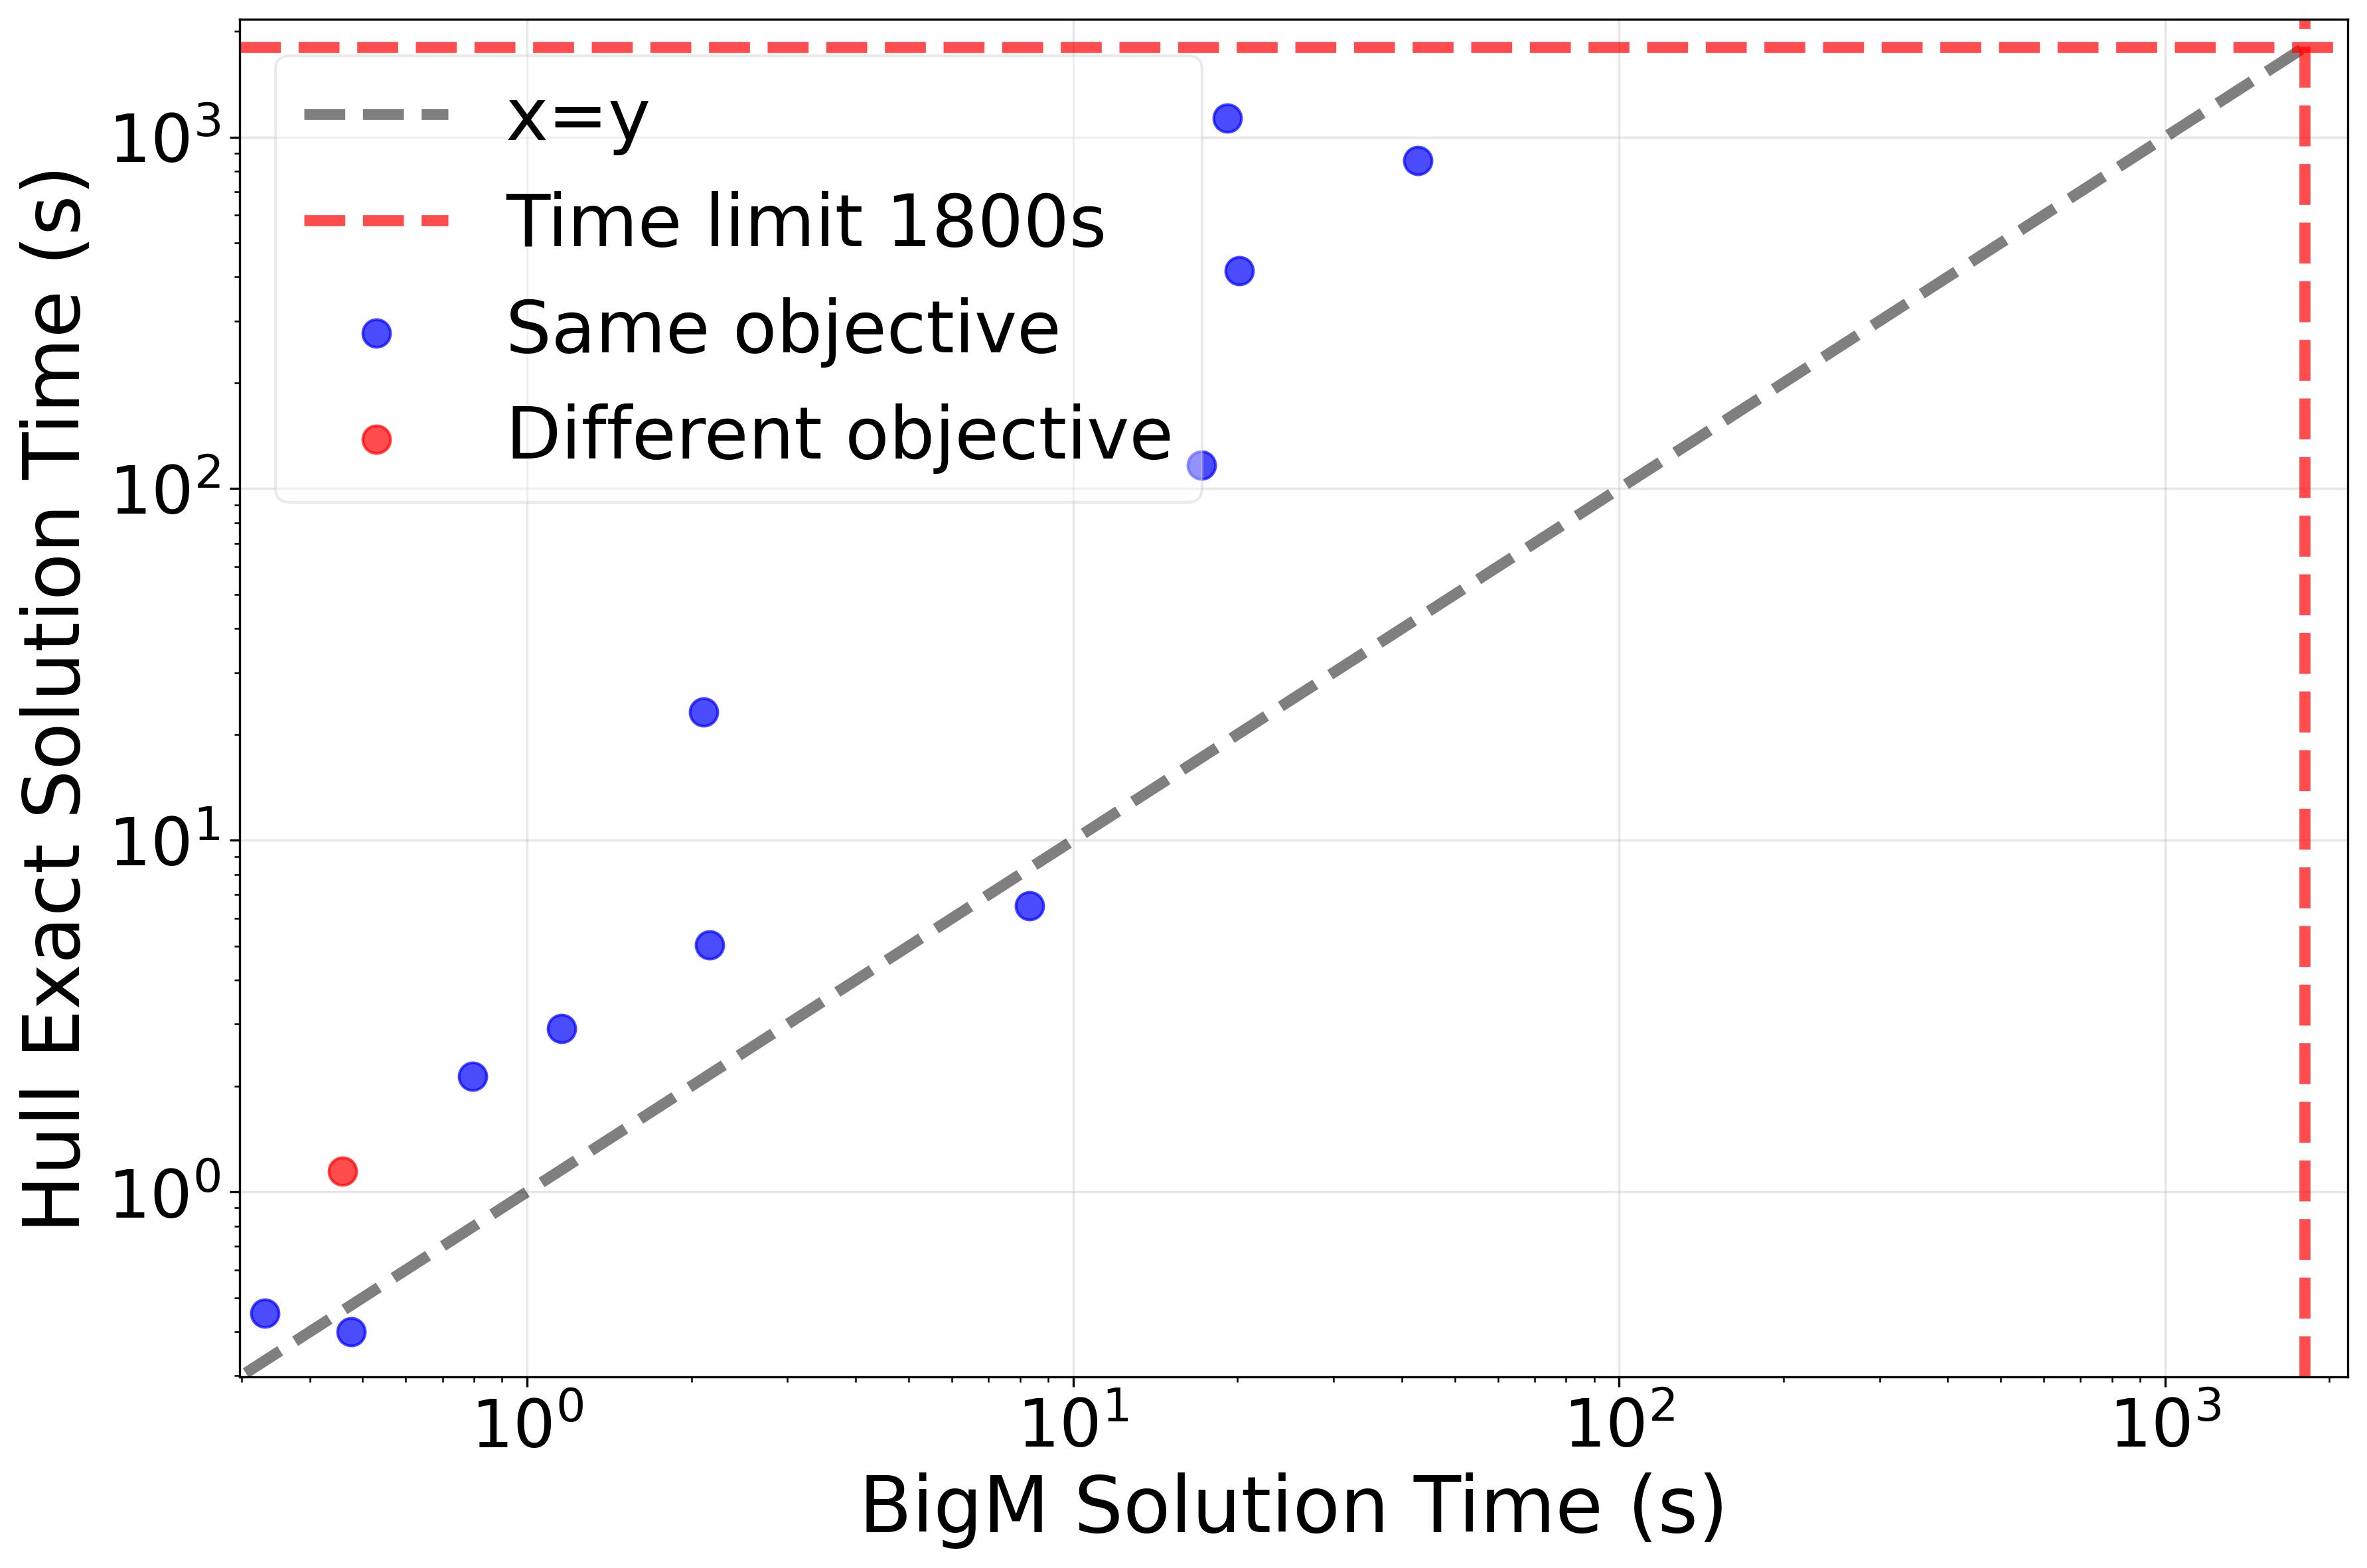 Hull Exact Solution Time (s)
10³
10²
10¹
10⁰
x=y
Time limit 1800s
Same objective
Different objective
10⁰ 10¹ 10² 10³
BigM Solution Time (s)